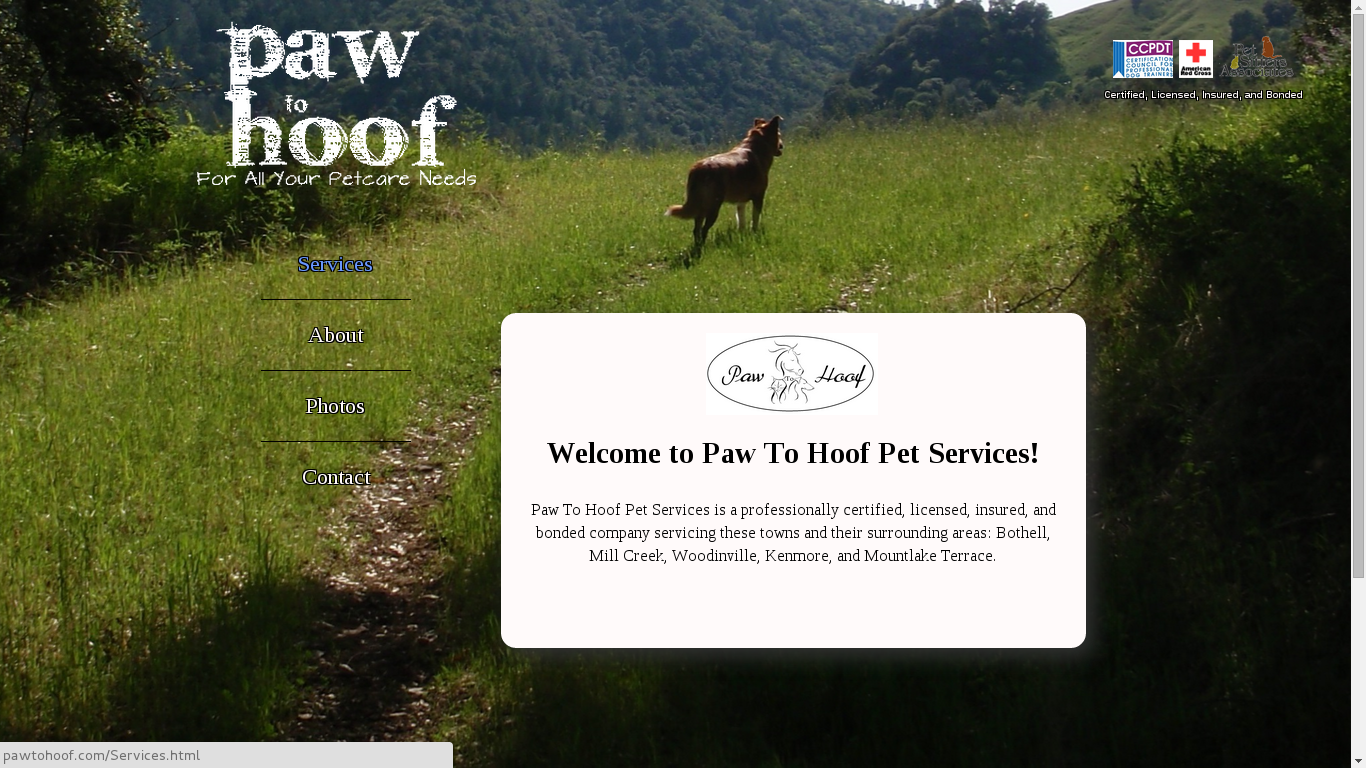 paw
to
hoof
For All Your Petcare Needs
CCPDT
CERTIFICATION
COUNCIL FOR
PROFESSIONAL
DOG TRAINERS
American
Red Cross
Pet
Sitters
Associates
Certified, Licensed, Insured, and Bonded
Services
About
Photos
Contact
Paw TO Hoof
Welcome to Paw To Hoof Pet Services!
Paw To Hoof Pet Services is a professionally certified, licensed, insured, and
bonded company servicing these towns and their surrounding areas: Bothell,
Mill Creek, Woodinville, Kenmore, and Mountlake Terrace.
pawtohoof.com/Services.html